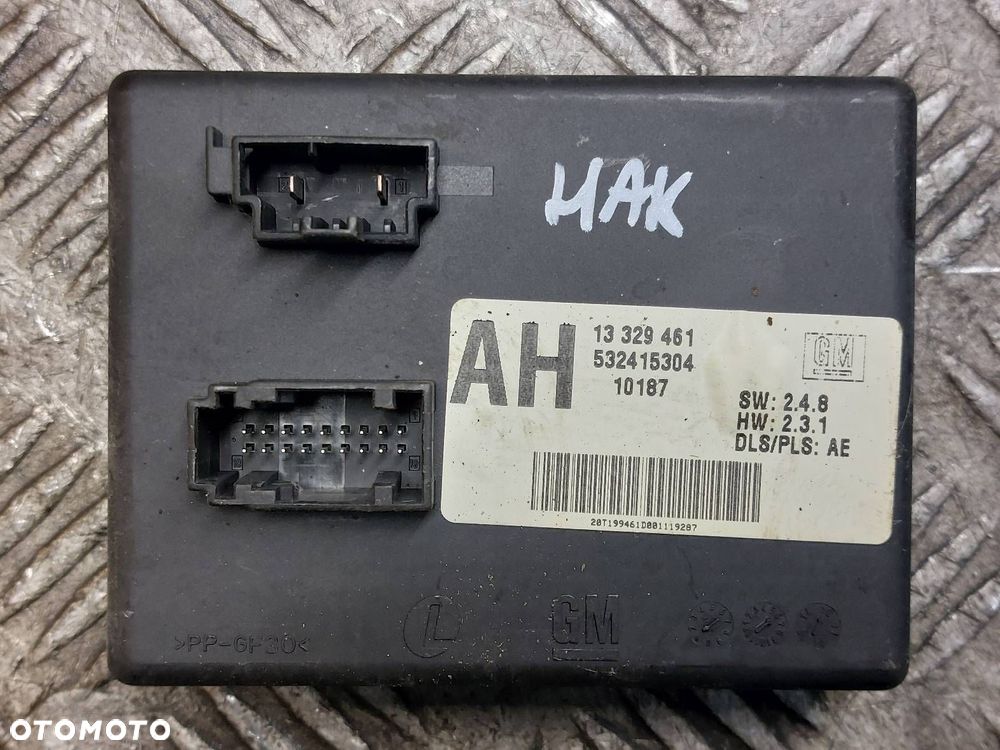 ЦAK
AH
13 329 461
532415304
10187
GM
SW: 2.4.8
HW: 2.3.1
DLS/PLS: AE
20T199461D001119287
>PP-GF30<
L
GM
OTOMOTO